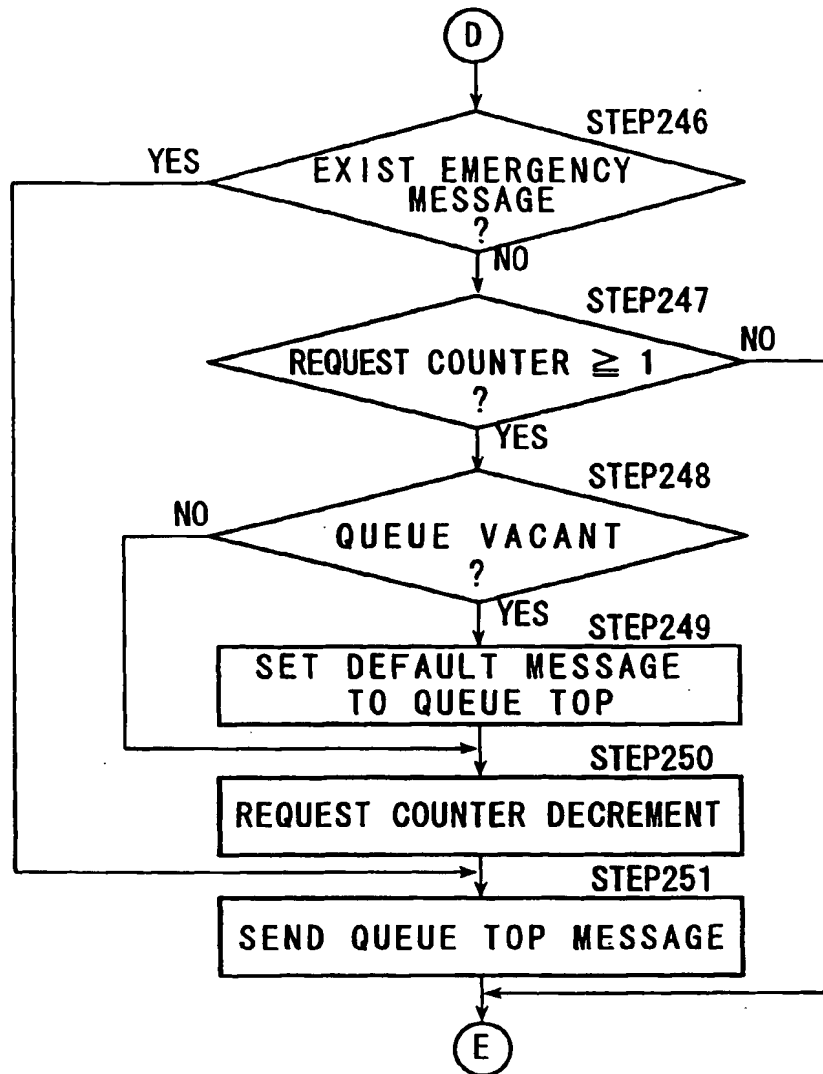 D
STEP246
YES
EXIST EMERGENCY
MESSAGE
?
NO
STEP247
NO
REQUEST COUNTER ≧ 1
?
YES
STEP248
NO
QUEUE VACANT
?
YES
STEP249
SET DEFAULT MESSAGE
TO QUEUE TOP
STEP250
REQUEST COUNTER DECREMENT
STEP251
SEND QUEUE TOP MESSAGE
E